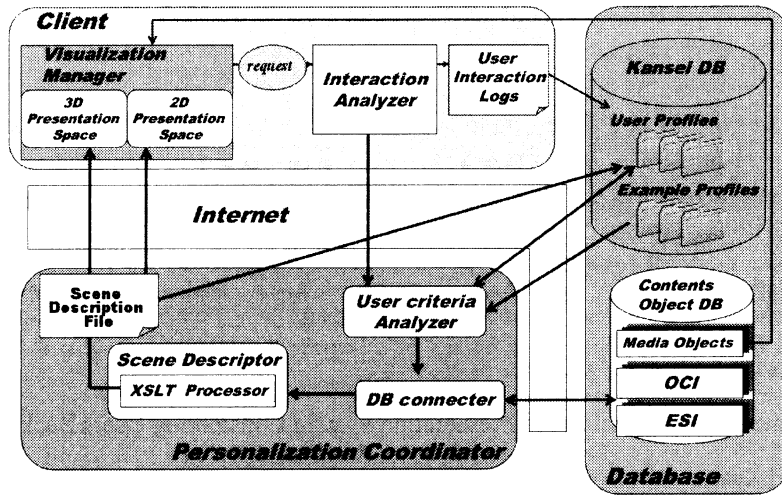 Client
Visualization
Manager
3D
Presentation
Space
2D
Presentation
Space
request
Interaction
Analyzer
User
Interaction
Logs
Kansei DB
User Profiles
Example Profiles
Internet
Scene
Description
File
User criteria
Analyzer
Scene Descriptor
XSLT Processor
DB connecter
Personalization Coordinator
Contents
Object DB
Media Objects
OCI
ESI
Database